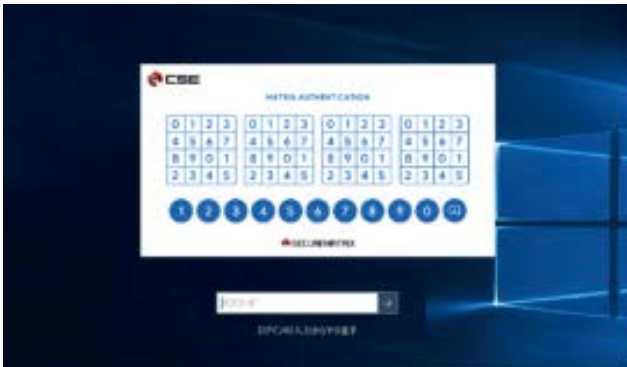 CSE
MATRIX AUTHENTICATION
0 1 2 3 0 1 2 3 0 1 2 3 0 1 2 3
4 5 6 7 4 5 6 7 4 5 6 7 4 5 6 7
8 9 0 1 8 9 0 1 8 9 0 1 8 9 0 1
2 3 4 5 2 3 4 5 2 3 4 5 2 3 4 5
1 2 3 4 5 6 7 8 9 0
SECUREMATRIX